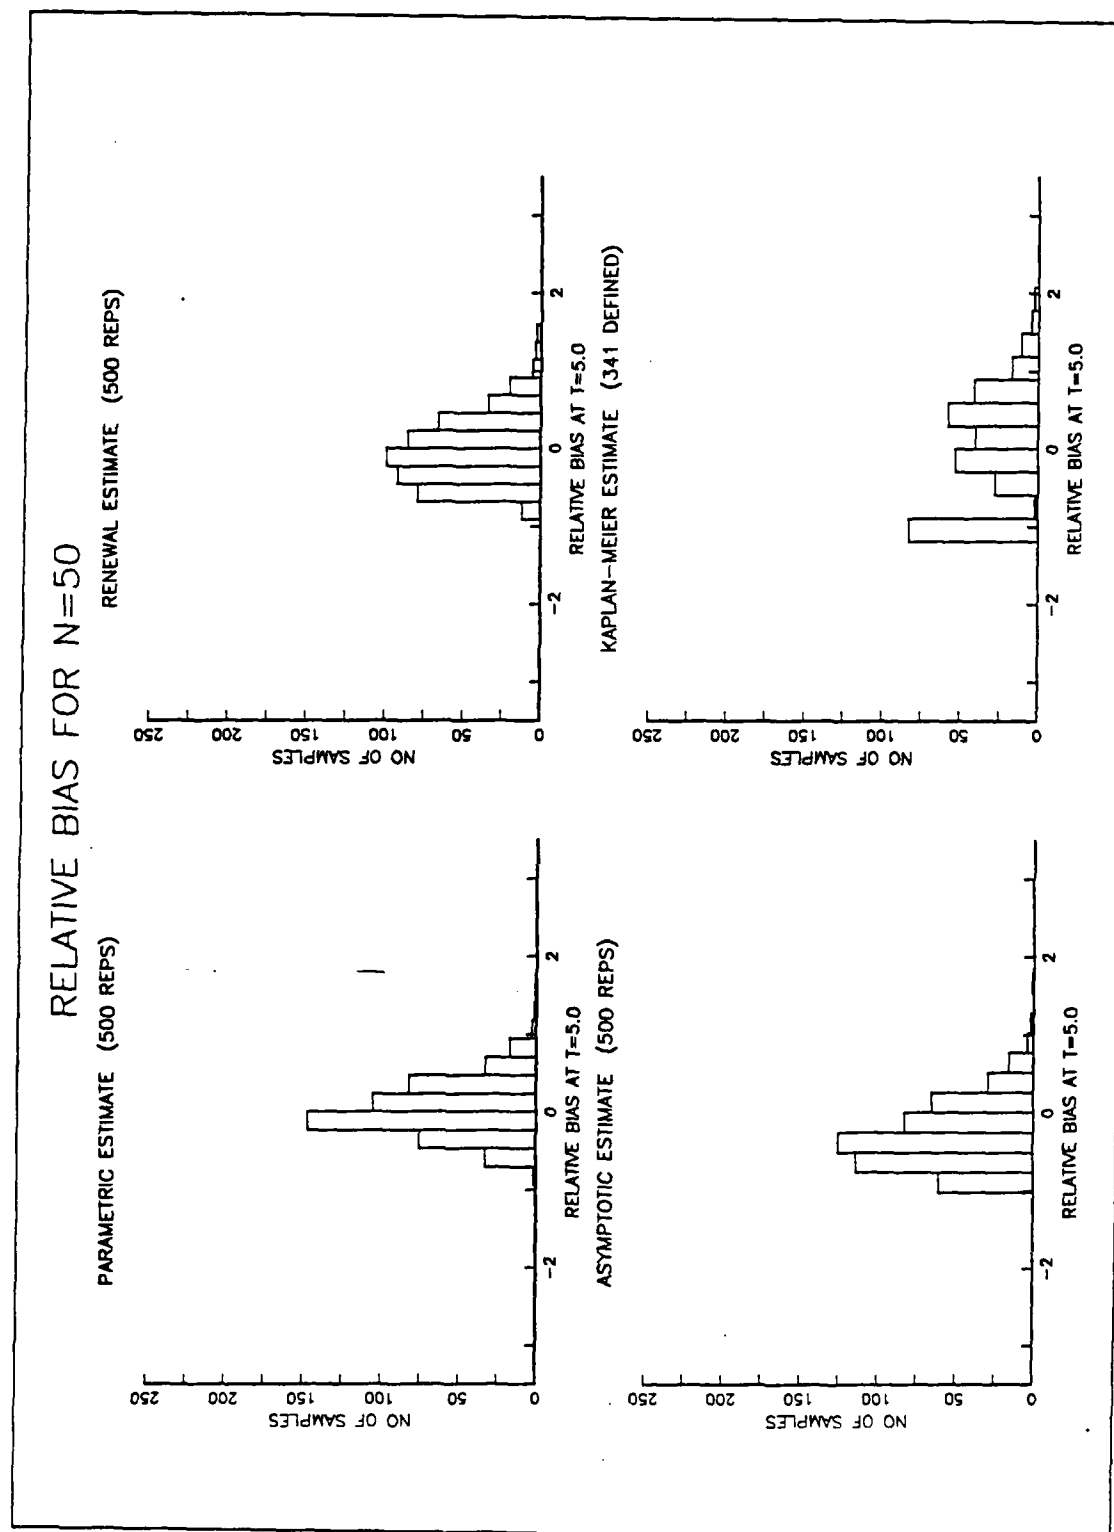 RELATIVE BIAS FOR N=50
PARAMETRIC ESTIMATE (500 REPS)
NO OF SAMPLES
250
200
150
100
50
0
-2
0
2
RELATIVE BIAS AT T=5.0
RENEWAL ESTIMATE (500 REPS)
NO OF SAMPLES
250
200
150
100
50
0
-2
0
2
RELATIVE BIAS AT T=5.0
ASYMPTOTIC ESTIMATE (500 REPS)
NO OF SAMPLES
250
200
150
100
50
0
-2
0
2
RELATIVE BIAS AT T=5.0
KAPLAN-MEIER ESTIMATE (341 DEFINED)
NO OF SAMPLES
250
200
150
100
50
0
-2
0
2
RELATIVE BIAS AT T=5.0